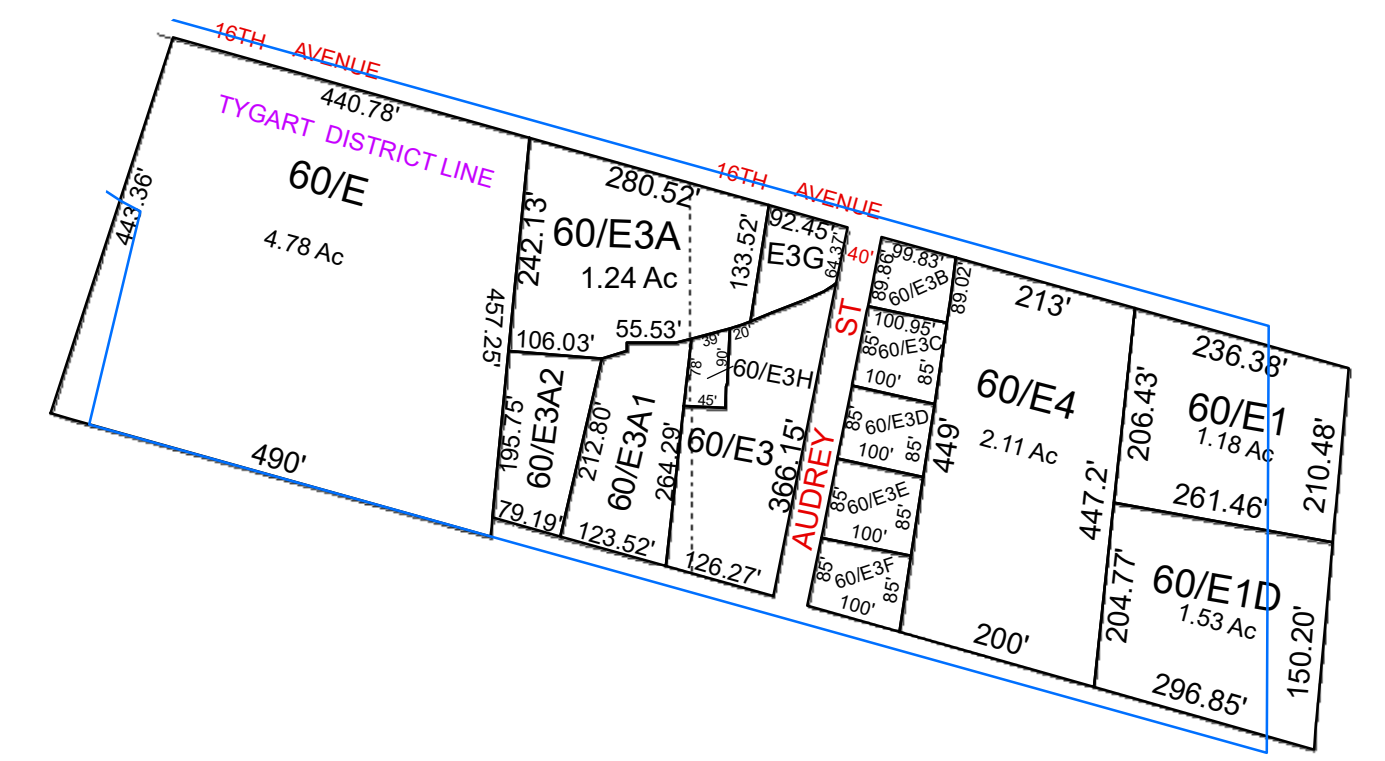 16TH AVENUE
440.78'
TYGART DISTRICT LINE
60/E
4.78 Ac
443.36'
457.25'
490'
280.52'
16TH AVENUE
242.13'
60/E3A
1.24 Ac
133.52'
92.45'
E3G
64.37'
40'
106.03'
55.53'
39'
20'
78'
90'
60/E3H
45'
195.75'
60/E3A2
79.19'
212.80'
60/E3A1
264.29'
123.52'
60/E3
366.15'
126.27'
AUDREY ST
99.83'
89.86'
60/E3B
89.02'
100.95'
85'
60/E3C
85'
100'
85'
60/E3D
85'
100'
85'
60/E3E
85'
100'
85'
60/E3F
85'
100'
213'
60/E4
2.11 Ac
449'
447.2'
200'
236.38'
206.43'
60/E1
1.18 Ac
210.48'
261.46'
204.77'
60/E1D
1.53 Ac
150.20'
296.85'